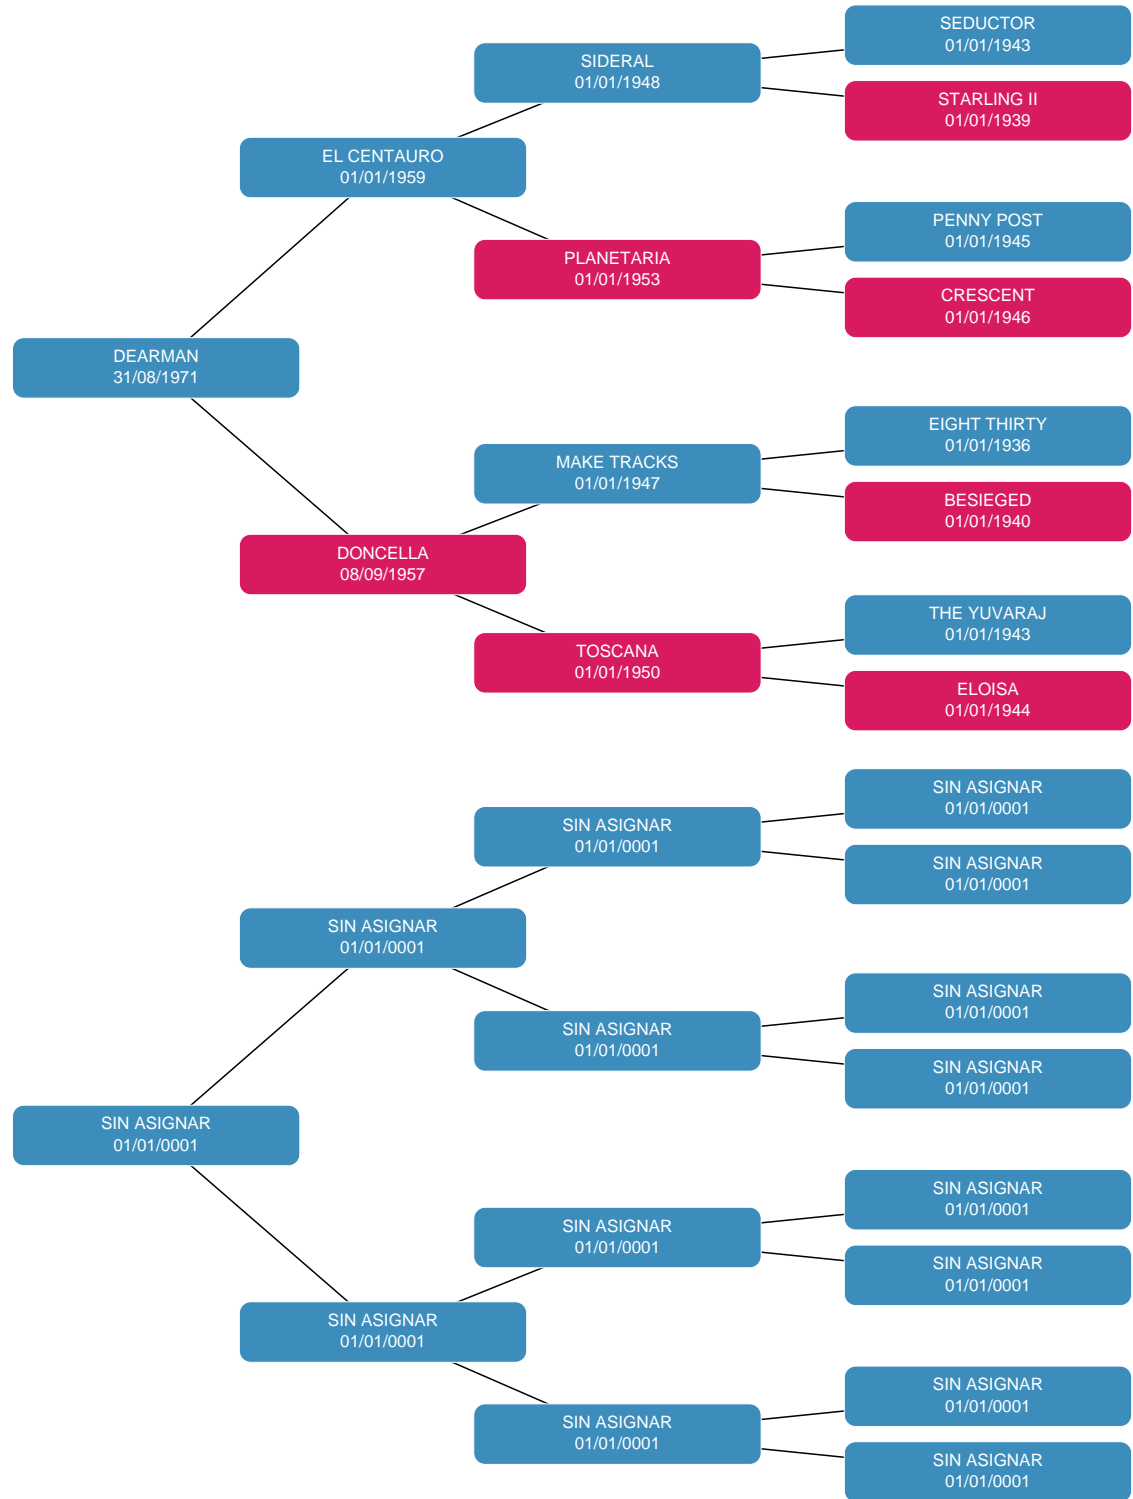 SEDUCTOR
01/01/1943
SIDERAL
01/01/1948
STARLING II
01/01/1939
EL CENTAURO
01/01/1959
PENNY POST
01/01/1945
PLANETARIA
01/01/1953
CRESCENT
01/01/1946
DEARMAN
31/08/1971
EIGHT THIRTY
01/01/1936
MAKE TRACKS
01/01/1947
BESIEGED
01/01/1940
DONCELLA
08/09/1957
THE YUVARAJ
01/01/1943
TOSCANA
01/01/1950
ELOISA
01/01/1944
SIN ASIGNAR
01/01/0001
SIN ASIGNAR
01/01/0001
SIN ASIGNAR
01/01/0001
SIN ASIGNAR
01/01/0001
SIN ASIGNAR
01/01/0001
SIN ASIGNAR
01/01/0001
SIN ASIGNAR
01/01/0001
SIN ASIGNAR
01/01/0001
SIN ASIGNAR
01/01/0001
SIN ASIGNAR
01/01/0001
SIN ASIGNAR
01/01/0001
SIN ASIGNAR
01/01/0001
SIN ASIGNAR
01/01/0001
SIN ASIGNAR
01/01/0001
SIN ASIGNAR
01/01/0001